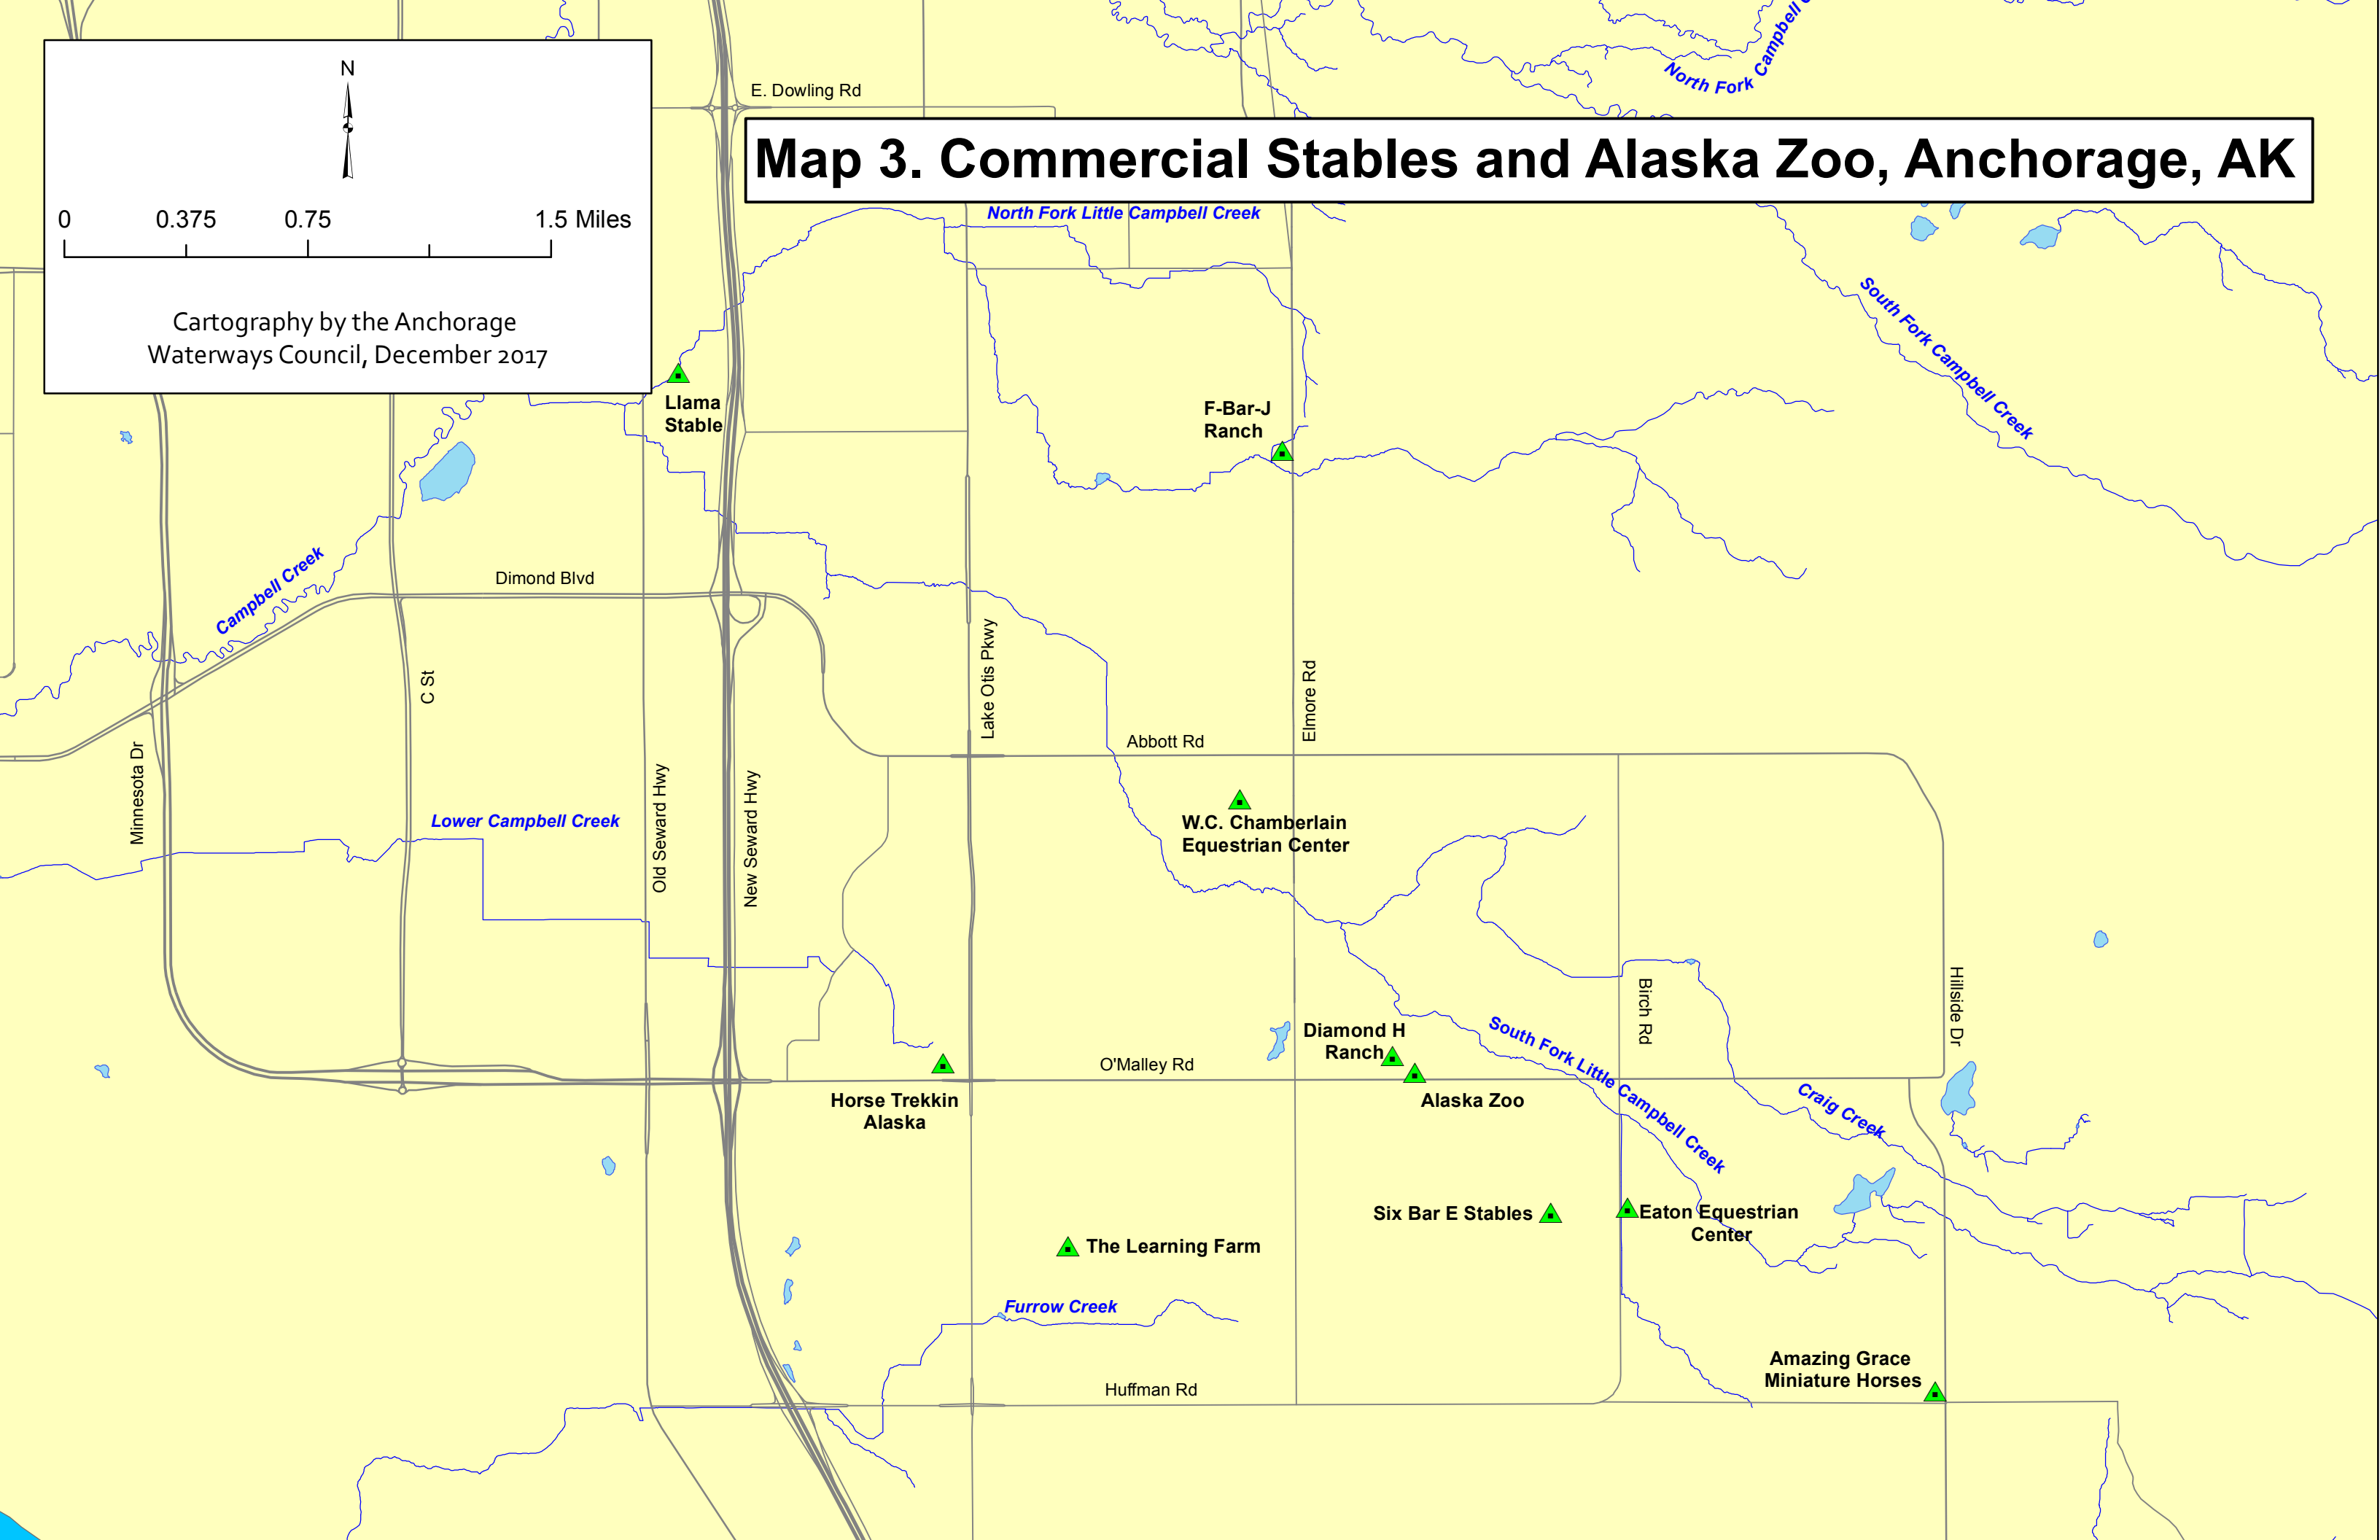 North Fork Campbell C
N
E. Dowling Rd
Map 3. Commercial Stables and Alaska Zoo, Anchorage, AK
0 0.375 0.75 1.5 Miles
North Fork Little Campbell Creek
Cartography by the Anchorage
Waterways Council, December 2017
South Fork Campbell Creek
Llama
Stable
F-Bar-J
Ranch
Campbell Creek
Dimond Blvd
C St
Lake Otis Pkwy
Elmore Rd
Abbott Rd
Minnesota Dr
Old Seward Hwy
New Seward Hwy
Lower Campbell Creek
W.C. Chamberlain
Equestrian Center
Birch Rd
Hillside Dr
Diamond H
Ranch
South Fork Little Campbell Creek
O'Malley Rd
Horse Trekkin
Alaska
Alaska Zoo
Craig Creek
Six Bar E Stables
Eaton Equestrian
Center
The Learning Farm
Furrow Creek
Amazing Grace
Miniature Horses
Huffman Rd